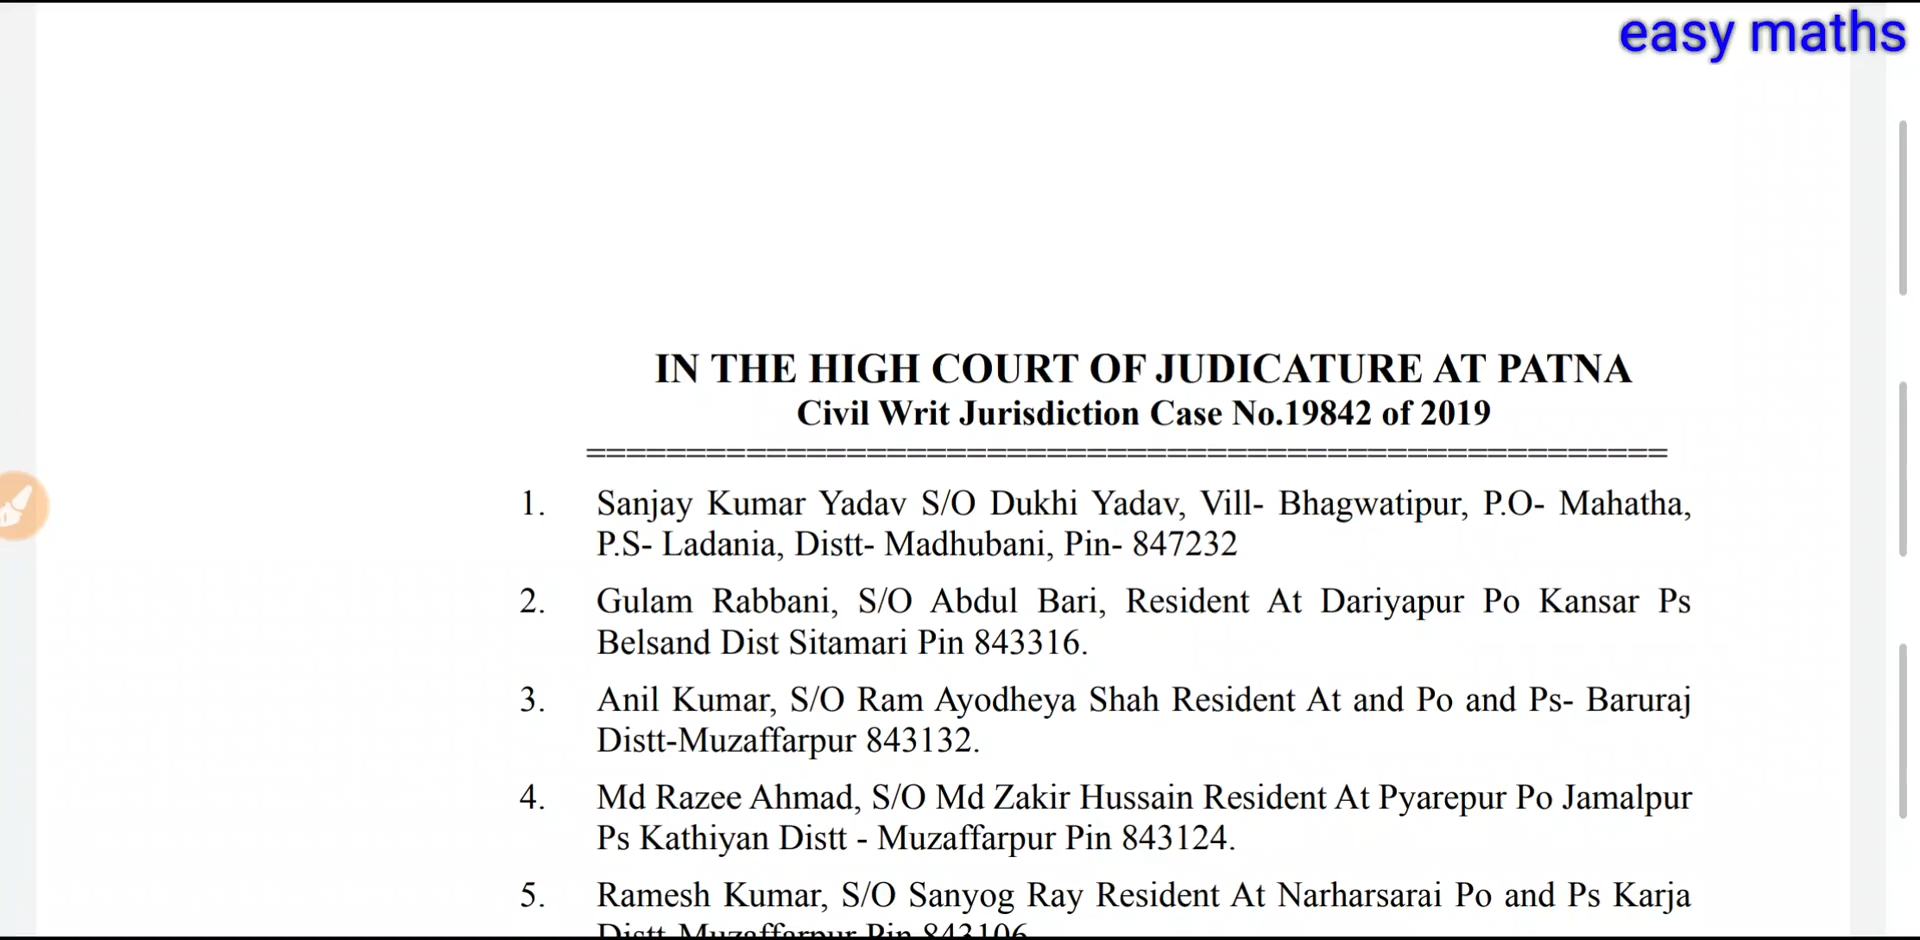 easy maths
IN THE HIGH COURT OF JUDICATURE AT PATNA
Civil Writ Jurisdiction Case No.19842 of 2019
======================================================
1. Sanjay Kumar Yadav S/O Dukhi Yadav, Vill- Bhagwatipur, P.O- Mahatha,
P.S- Ladania, Distt- Madhubani, Pin- 847232
2. Gulam Rabbani, S/O Abdul Bari, Resident At Dariyapur Po Kansar Ps
Belsand Dist Sitamari Pin 843316.
3. Anil Kumar, S/O Ram Ayodheya Shah Resident At and Po and Ps- Baruraj
Distt-Muzaffarpur 843132.
4. Md Razee Ahmad, S/O Md Zakir Hussain Resident At Pyarepur Po Jamalpur
Ps Kathiyan Distt - Muzaffarpur Pin 843124.
5. Ramesh Kumar, S/O Sanyog Ray Resident At Narharsarai Po and Ps Karja
Distt Muzaffarpur Pin 843106